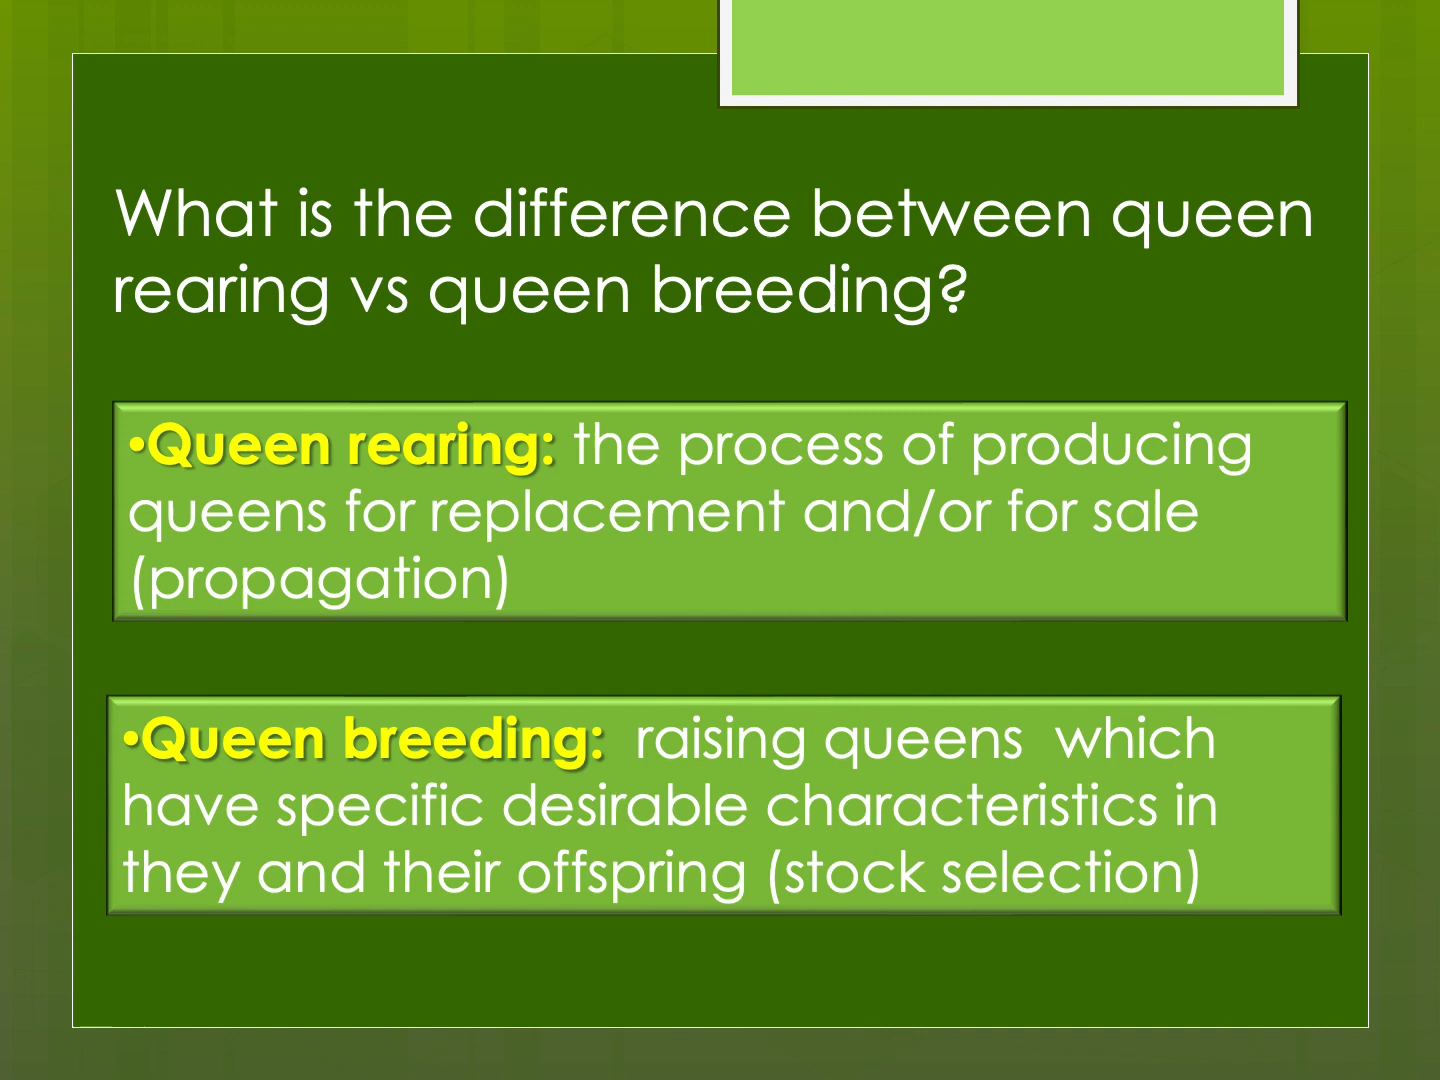 What is the difference between queen
rearing vs queen breeding?
•Queen rearing: the process of producing
queens for replacement and/or for sale
(propagation)
•Queen breeding:  raising queens  which
have specific desirable characteristics in
they and their offspring (stock selection)